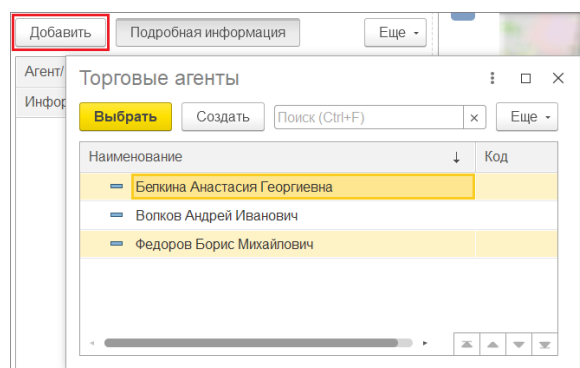 Добавить Подробная информация Еще
Агент/
Торговые агенты
Инфор
Выбрать Создать Поиск (Ctrl+F) × Еще
Наименование ↓ Код
Белкина Анастасия Георгиевна
Волков Андрей Иванович
Федоров Борис Михайлович